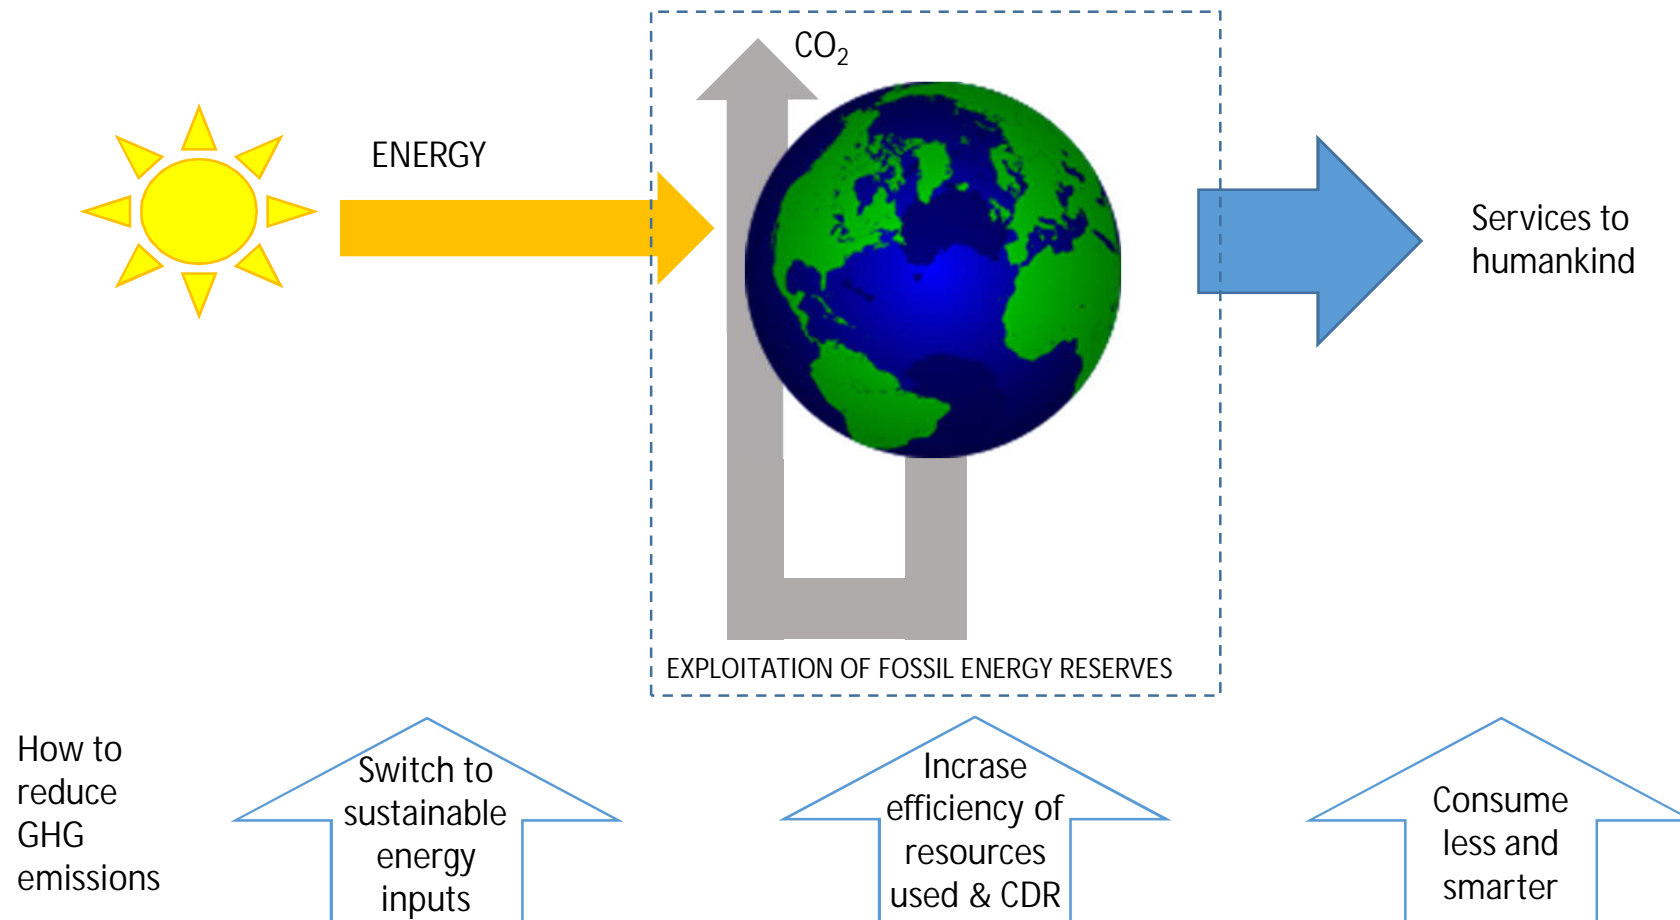 CO₂
ENERGY
Services to
humankind
EXPLOITATION OF FOSSIL ENERGY RESERVES
How to
reduce
GHG
emissions
Switch to
sustainable
energy
inputs
Incrase
efficiency of
resources
used & CDR
Consume
less and
smarter